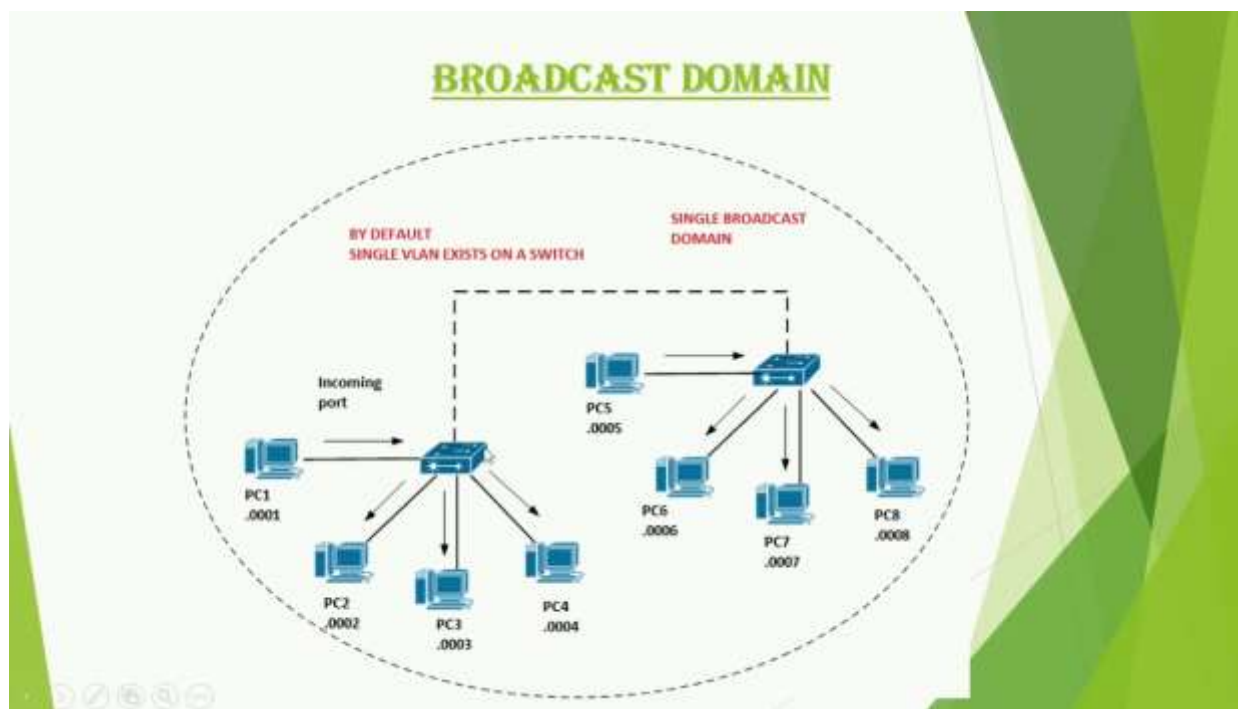 BROADCAST DOMAIN
BY DEFAULT
SINGLE VLAN EXISTS ON A SWITCH
SINGLE BROADCAST
DOMAIN
Incoming
port
PC1
.0001
PC2
.0002
PC3
.0003
PC4
.0004
PC5
.0005
PC6
.0006
PC7
.0007
PC8
.0008